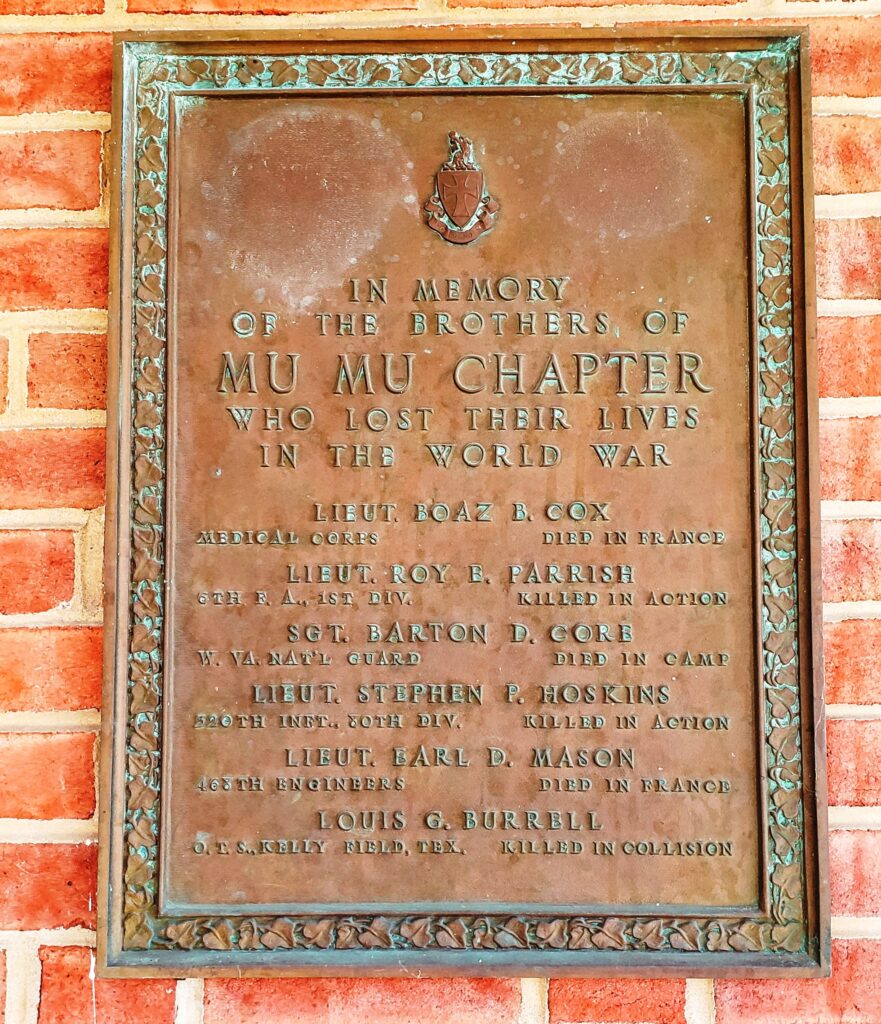 IN MEMORY
OF THE BROTHERS OF
MU MU CHAPTER
WHO LOST THEIR LIVES
IN THE WORLD WAR
LIEUT. BOAZ B. COX
MEDICAL CORPS DIED IN FRANCE
LIEUT. ROY E. PARRISH
6TH F. A., 1ST DIV. KILLED IN ACTION
SGT. BARTON D. CORE
W. VA. NAT'L GUARD DIED IN CAMP
LIEUT. STEPHEN P. HOSKINS
320TH INFT., 80TH DIV. KILLED IN ACTION
LIEUT. EARL D. MASON
468TH ENGINEERS DIED IN FRANCE
LOUIS G. BURRELL
O. T. S., KELLY FIELD, TEX. KILLED IN COLLISION